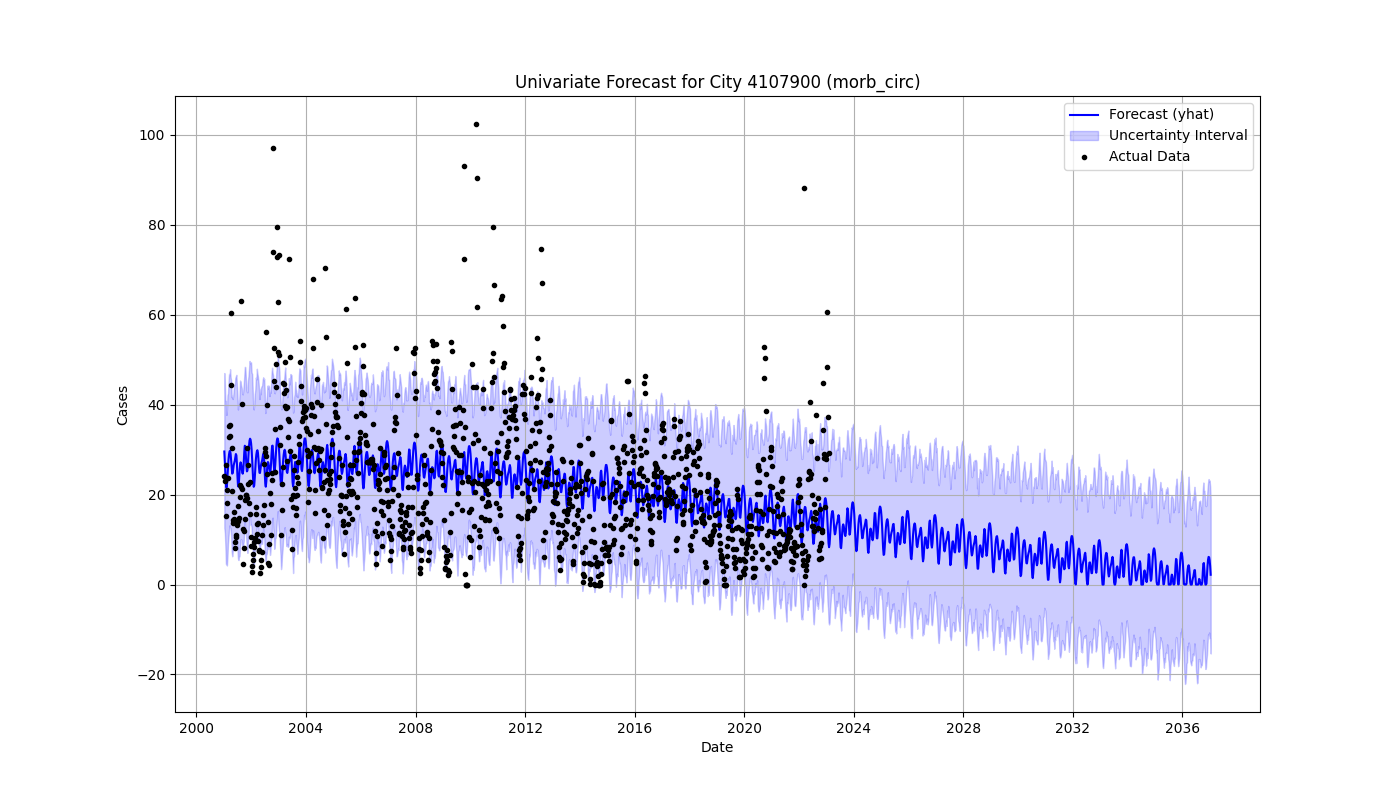 Univariate Forecast for City 4107900 (morb_circ)
Forecast (yhat)
Uncertainty Interval
Actual Data
Cases
100
80
60
40
20
0
−20
2000 2004 2008 2012 2016 2020 2024 2028 2032 2036
Date